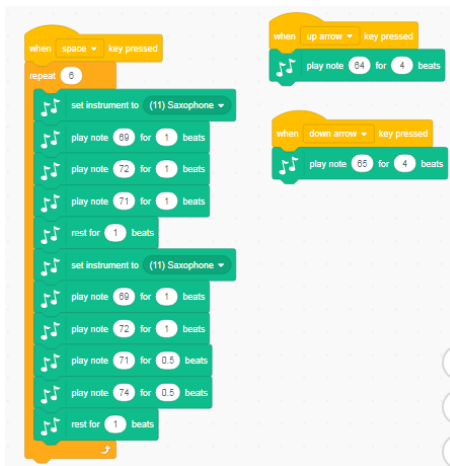 when space key pressed
repeat 6
set instrument to (11) Saxophone
play note 69 for 1 beats
play note 72 for 1 beats
play note 71 for 1 beats
rest for 1 beats
set instrument to (11) Saxophone
play note 69 for 1 beats
play note 72 for 1 beats
play note 71 for 0.5 beats
play note 74 for 0.5 beats
rest for 1 beats
when up arrow key pressed
play note 64 for 4 beats
when down arrow key pressed
play note 65 for 4 beats